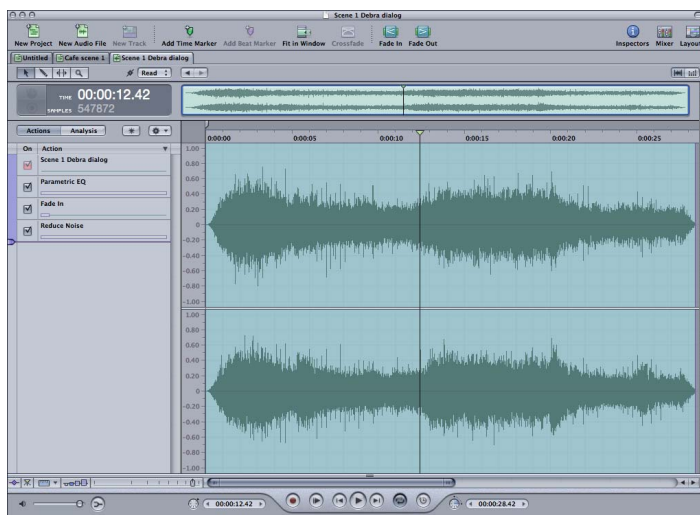 Scene 1 Debra dialog
New Project New Audio File New Track Add Time Marker Add Beat Marker Fit in Window Crossfade Fade In Fade Out Inspectors Mixer Layou
Untitled Cafe scene 1 Scene 1 Debra dialog
Read
TIME 00:00:12.42
SAMPLES 547872
Actions Analysis
0:00:00 0:00:05 0:00:10 0:00:15 0:00:20 0:00:25
On Action
Scene 1 Debra dialog
Parametric EQ
Fade In
Reduce Noise
1.00
0.80
0.60
0.40
0.20
0
-0.20
-0.40
-0.60
-0.80
-1.00
1.00
0.80
0.60
0.40
0.20
0
-0.20
-0.40
-0.60
-0.80
-1.00
00:00:12.42 00:00:28.42